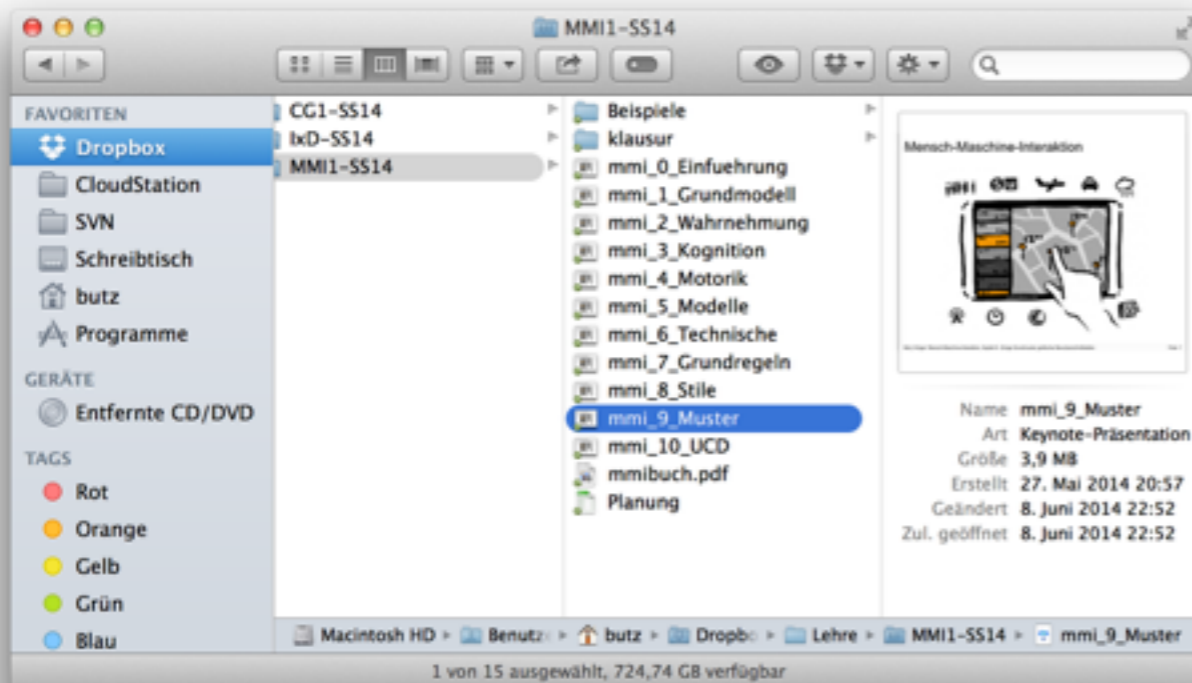 MMI1-SS14
FAVORITEN
Dropbox
CloudStation
SVN
Schreibtisch
butz
Programme
GERÄTE
Entfernte CD/DVD
TAGS
Rot
Orange
Gelb
Grün
Blau
CG1-SS14
IxD-SS14
MMI1-SS14
Beispiele
klausur
mmi_0_Einfuehrung
mmi_1_Grundmodell
mmi_2_Wahrnehmung
mmi_3_Kognition
mmi_4_Motorik
mmi_5_Modelle
mmi_6_Technische
mmi_7_Grundregeln
mmi_8_Stile
mmi_9_Muster
mmi_10_UCD
mmibuch.pdf
Planung
Mensch-Maschine-Interaktion
Name mmi_9_Muster
Art Keynote-Präsentation
Größe 3,9 MB
Erstellt 27. Mai 2014 20:57
Geändert 8. Juni 2014 22:52
Zul. geöffnet 8. Juni 2014 22:52
Macintosh HD Benutz butz Dropbo Lehre MMI1-SS14 mmi_9_Muster
1 von 15 ausgewählt, 724,74 GB verfügbar